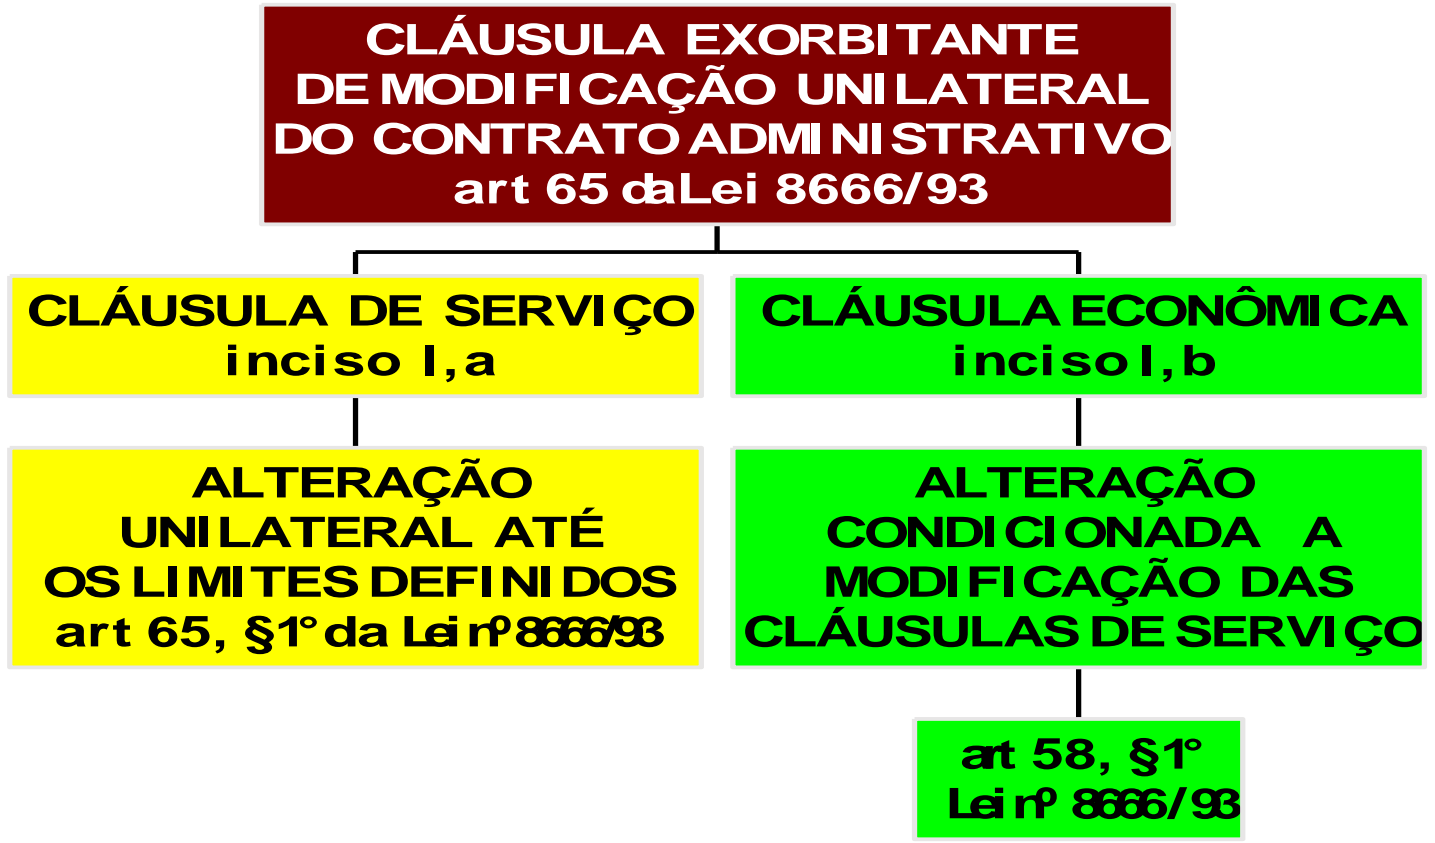 CLÁUSULA EXORBITANTE
DE MODIFICAÇÃO UNILATERAL
DO CONTRATO ADMINISTRATIVO
art 65 da Lei 8666/93
CLÁUSULA DE SERVIÇO
inciso I, a
CLÁUSULA ECONÔMICA
inciso I, b
ALTERAÇÃO
UNILATERAL ATÉ
OS LIMITES DEFINIDOS
art 65, §1° da Lei nº 8666/93
ALTERAÇÃO
CONDICIONADA A
MODIFICAÇÃO DAS
CLÁUSULAS DE SERVIÇO
art 58, §1°
Lei nº 8666/93